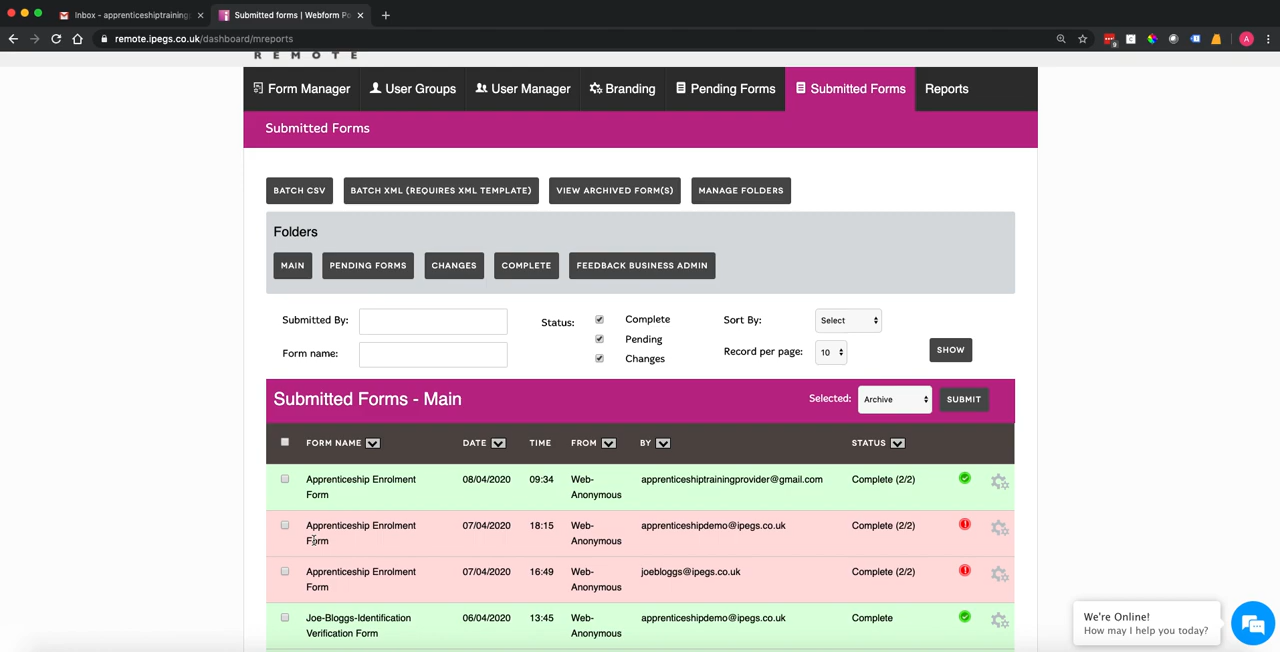 Inbox - apprenticeshiptraining
Submitted forms | Webform Po
remote.ipegs.co.uk/dashboard/mreports
9
A
REMOTE
Form Manager
User Groups
User Manager
Branding
Pending Forms
Submitted Forms
Reports
Submitted Forms
BATCH CSV
BATCH XML (REQUIRES XML TEMPLATE)
VIEW ARCHIVED FORM(S)
MANAGE FOLDERS
Folders
MAIN
PENDING FORMS
CHANGES
COMPLETE
FEEDBACK BUSINESS ADMIN
Submitted By:
Status:
Complete
Sort By:
Select
Pending
Form name:
Changes
Record per page:
10
SHOW
Submitted Forms - Main
Selected:
Archive
SUBMIT
FORM NAME
DATE
TIME
FROM
BY
STATUS
Apprenticeship Enrolment
Form
08/04/2020
09:34
Web-
Anonymous
apprenticeshiptrainingprovider@gmail.com
Complete (2/2)
Apprenticeship Enrolment
Form
07/04/2020
18:15
Web-
Anonymous
apprenticeshipdemo@ipegs.co.uk
Complete (2/2)
Apprenticeship Enrolment
Form
07/04/2020
16:49
Web-
Anonymous
joebloggs@ipegs.co.uk
Complete (2/2)
Joe-Bloggs-Identification
Verification Form
06/04/2020
13:45
Web-
Anonymous
apprenticeshipdemo@ipegs.co.uk
Complete
We're Online!
How may I help you today?